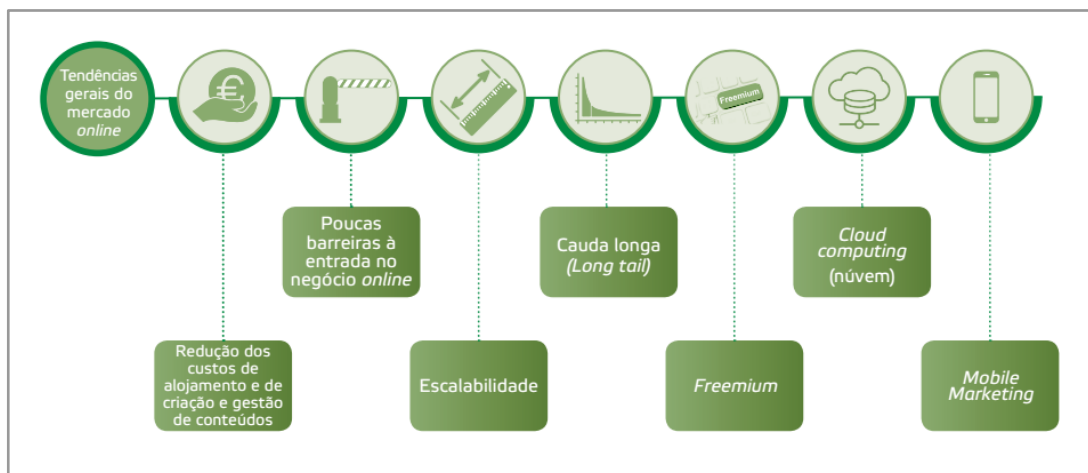 Tendências
gerais do
mercado
online
Freemium
Poucas
barreiras à
entrada no
negócio online
Cauda longa
(Long tail)
Cloud
computing
(núvem)
Redução dos
custos de
alojamento e de
criação e gestão
de conteúdos
Escalabilidade
Freemium
Mobile
Marketing